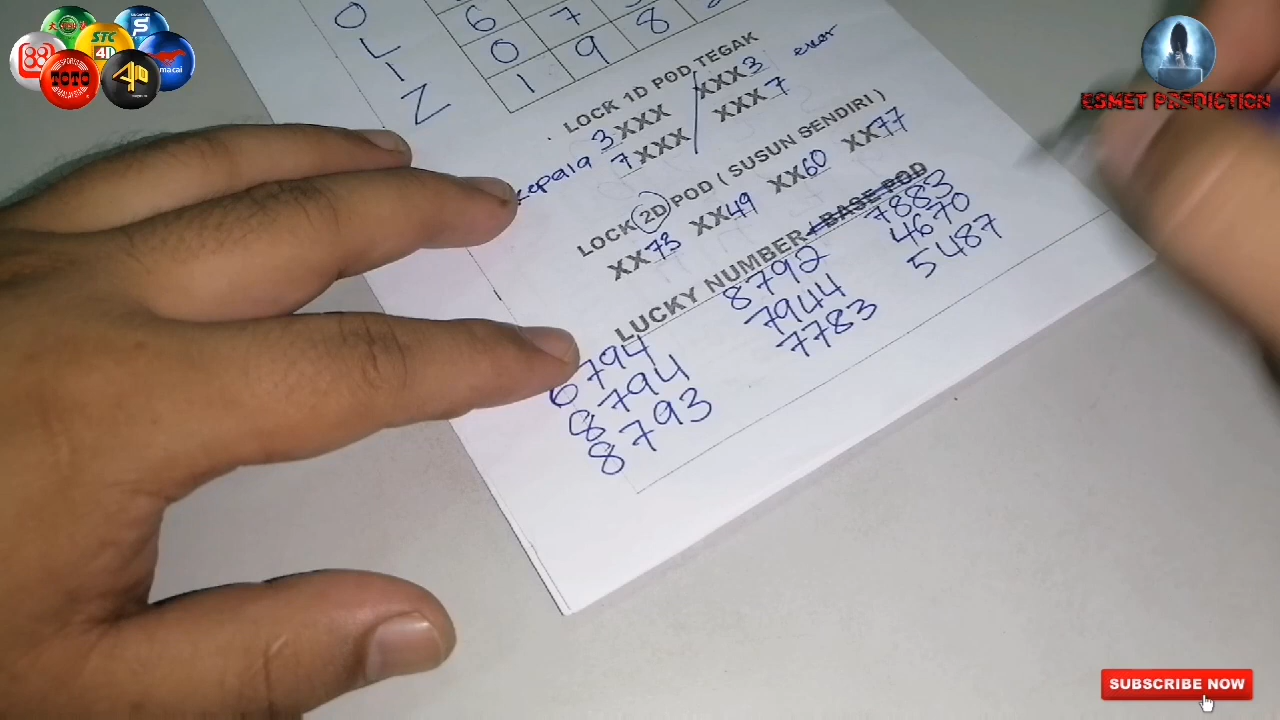 O
L
I
N
6 7
0 9 8
1
LOCK 1D POD TEGAK
kepala 3XXX / XXX3 ekor
7XXX XXX7
LOCK 2D POD ( SUSUN SENDIRI )
XX73 XX49 XX60 XX77
LUCKY NUMBER / BASE POD
6794 8792 7883
8794 7944 4670
8793 7783 5487
88
STC
4D
TOTO
ESMET PREDICTION
SUBSCRIBE NOW